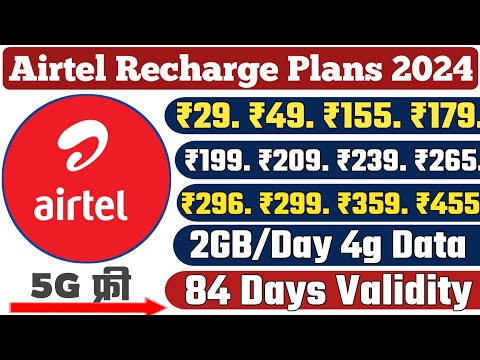 Airtel Recharge Plans 2024
₹29. ₹49. ₹155. ₹179.
₹199. ₹209. ₹239. ₹265.
₹296. ₹299. ₹359. ₹455
airtel
2GB/Day 4g Data
5G फ्री
84 Days Validity